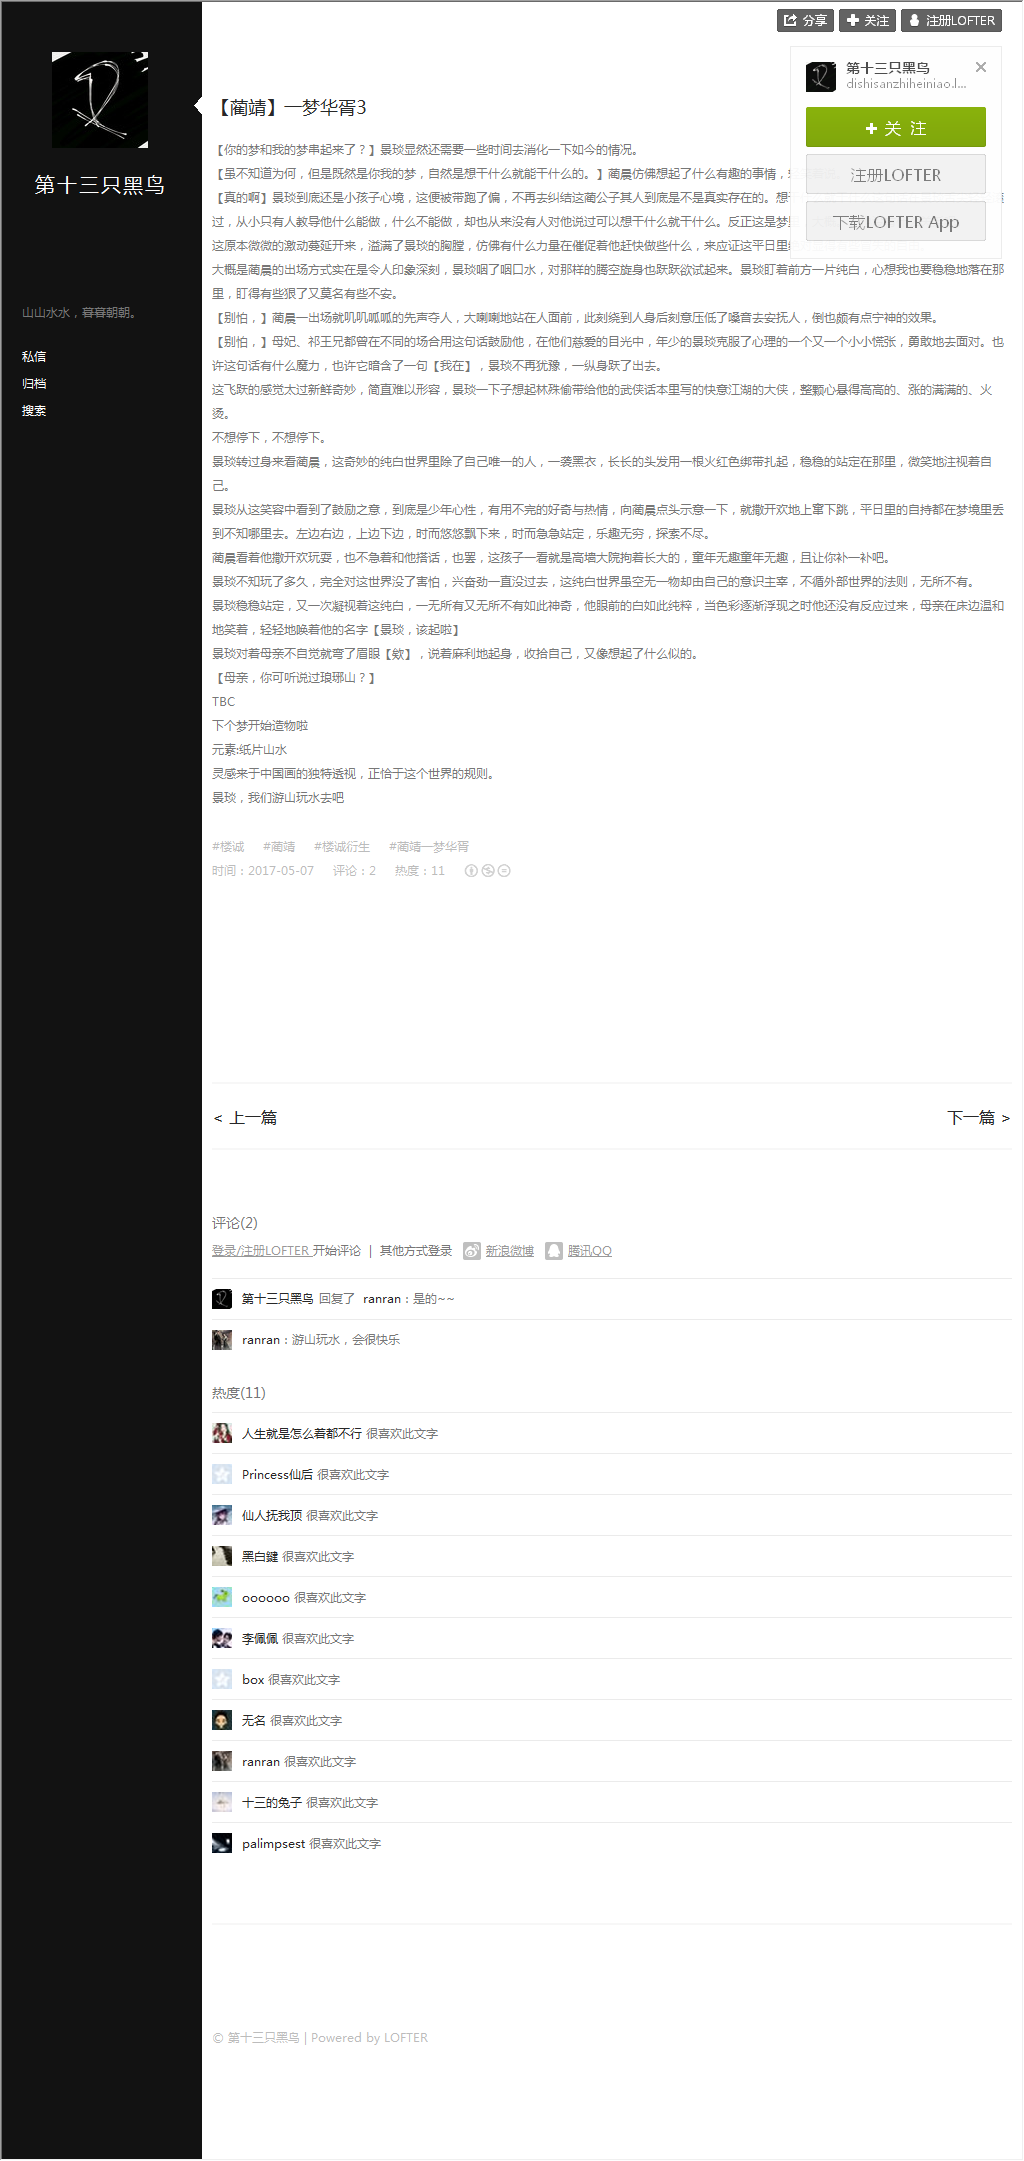 分享 关注 注册LOFTER
第十三只黑鸟
dishisanzhiheiniao.l...
关 注
注册LOFTER
下载LOFTER App
第十三只黑鸟
山山水水，暮暮朝朝。
私信
归档
搜索
【蔺靖】一梦华胥3
【你的梦和我的梦串起来了？】景琰显然还需要一些时间去消化一下如今的情况。
【虽不知道为何，但是既然是你我的梦，自然是想干什么就能干什么的。】蔺晨仿佛想起了什么有趣的事情，
【真的啊】景琰到底还是小孩子心境，这便被带跑了偏，不再去纠结这蔺公子其人到底是不是真实存在的。想
过，从小只有人教导他什么能做，什么不能做，却也从来没有人对他说过可以想干什么就干什么。反正这是梦
这原本微微的激动蔓延开来，溢满了景琰的胸膛，仿佛有什么力量在催促着他赶快做些什么，来应证这平日里
大概是蔺晨的出场方式实在是令人印象深刻，景琰咽了咽口水，对那样的腾空旋身也跃跃欲试起来。景琰盯着前方一片纯白，心想我也要稳稳地落在那
里，盯得有些狠了又莫名有些不安。
【别怕，】蔺晨一出场就叽叽呱呱的先声夺人，大喇喇地站在人面前，此刻绕到人身后刻意压低了嗓音去安抚人，倒也颇有点宁神的效果。
【别怕，】母妃、祁王兄都曾在不同的场合用这句话鼓励他，在他们慈爱的目光中，年少的景琰克服了心理的一个又一个小小慌张，勇敢地去面对。也
许这句话有什么魔力，也许它暗含了一句【我在】，景琰不再犹豫，一纵身跃了出去。
这飞跃的感觉太过新鲜奇妙，简直难以形容，景琰一下子想起林殊偷带给他的武侠话本里写的快意江湖的大侠，整颗心悬得高高的、涨的满满的、火
烫。
不想停下，不想停下。
景琰转过身来看蔺晨，这奇妙的纯白世界里除了自己唯一的人，一袭黑衣，长长的头发用一根火红色绑带扎起，稳稳的站定在那里，微笑地注视着自
己。
景琰从这笑容中看到了鼓励之意，到底是少年心性，有用不完的好奇与热情，向蔺晨点头示意一下，就撒开欢地上窜下跳，平日里的自持都在梦境里丢
到不知哪里去。左边右边，上边下边，时而悠悠飘下来，时而急急站定，乐趣无穷，探索不尽。
蔺晨看着他撒开欢玩耍，也不急着和他搭话，也罢，这孩子一看就是高墙大院拘着长大的，童年无趣童年无趣，且让你补一补吧。
景琰不知玩了多久，完全对这世界没了害怕，兴奋劲一直没过去，这纯白世界虽空无一物却由自己的意识主宰，不循外部世界的法则，无所不有。
景琰稳稳站定，又一次凝视着这纯白，一无所有又无所不有如此神奇，他眼前的白如此纯粹，当色彩逐渐浮现之时他还没有反应过来，母亲在床边温和
地笑着，轻轻地唤着他的名字【景琰，该起啦】
景琰对着母亲不自觉就弯了眉眼【欸】，说着麻利地起身，收拾自己，又像想起了什么似的。
【母亲，你可听说过琅琊山？】
TBC
下个梦开始造物啦
元素:纸片山水
灵感来于中国画的独特透视，正恰于这个世界的规则。
景琰，我们游山玩水去吧
#楼诚 #蔺靖 #楼诚衍生 #蔺靖一梦华胥
时间：2017-05-07 评论：2 热度：11
< 上一篇 下一篇 >
评论(2)
登录/注册LOFTER 开始评论 | 其他方式登录 新浪微博 腾讯QQ
第十三只黑鸟 回复了 ranran：是的~~
ranran：游山玩水，会很快乐
热度(11)
人生就是怎么着都不行 很喜欢此文字
Princess仙后 很喜欢此文字
仙人抚我顶 很喜欢此文字
黑白鍵 很喜欢此文字
oooooo 很喜欢此文字
李佩佩 很喜欢此文字
box 很喜欢此文字
无名 很喜欢此文字
ranran 很喜欢此文字
十三的兔子 很喜欢此文字
palimpsest 很喜欢此文字
© 第十三只黑鸟 | Powered by LOFTER